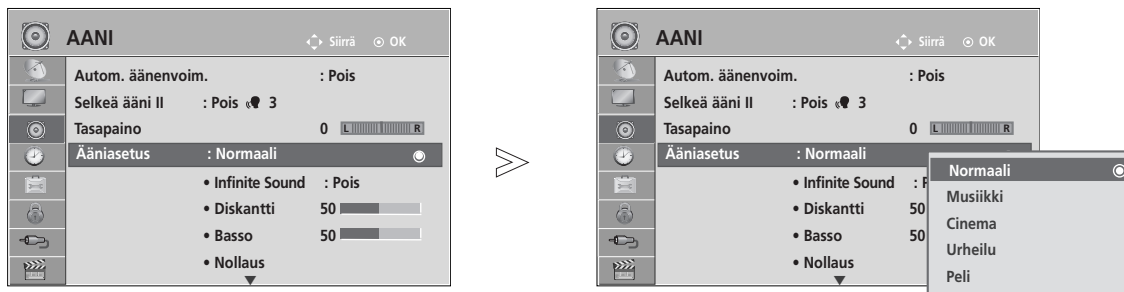 AANI Siirrä OK
Autom. äänenvoim. : Pois
Selkeä ääni II : Pois 3
Tasapaino 0 L R
Ääniasetus : Normaali
• Infinite Sound : Pois
• Diskantti 50
• Basso 50
• Nollaus
AANI Siirrä OK
Autom. äänenvoim. : Pois
Selkeä ääni II : Pois 3
Tasapaino 0 L R
Ääniasetus : Normaali
• Infinite Sound :
• Diskantti 50
• Basso 50
• Nollaus
Normaali
Musiikki
Cinema
Urheilu
Peli